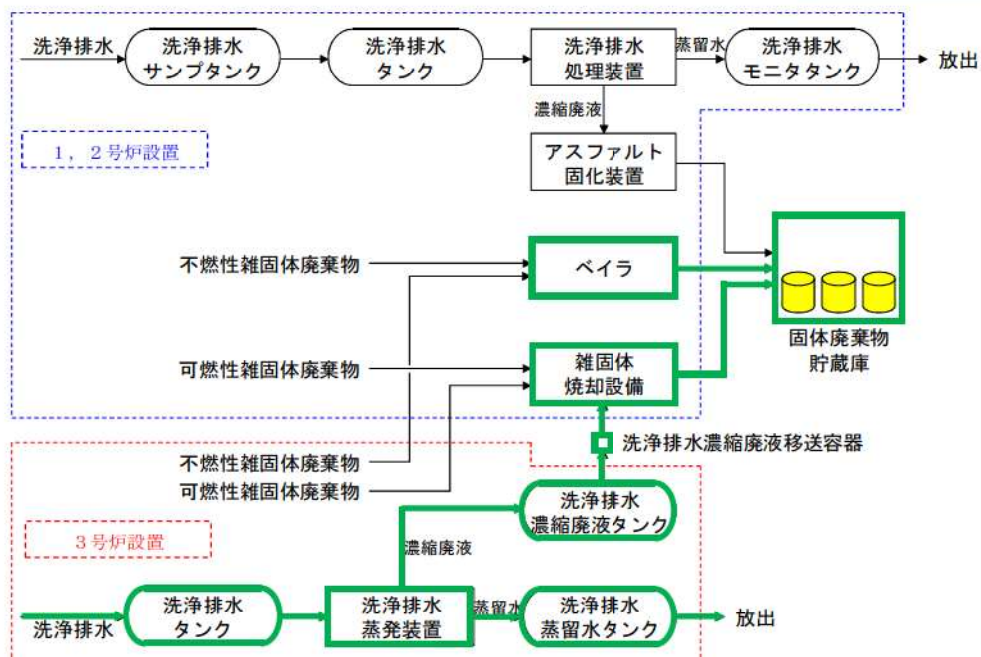 洗浄排水
洗浄排水
サンプタンク
洗浄排水
タンク
洗浄排水
処理装置
蒸留水
洗浄排水
モニタタンク
放出
濃縮廃液
1，2号炉設置
アスファルト
固化装置
不燃性雑固体廃棄物
ベイラ
固体廃棄物
貯蔵庫
可燃性雑固体廃棄物
雑固体
焼却設備
洗浄排水濃縮廃液移送容器
不燃性雑固体廃棄物
可燃性雑固体廃棄物
洗浄排水
濃縮廃液タンク
3号炉設置
濃縮廃液
洗浄排水
洗浄排水
タンク
洗浄排水
蒸発装置
蒸留水
洗浄排水
蒸留水タンク
放出